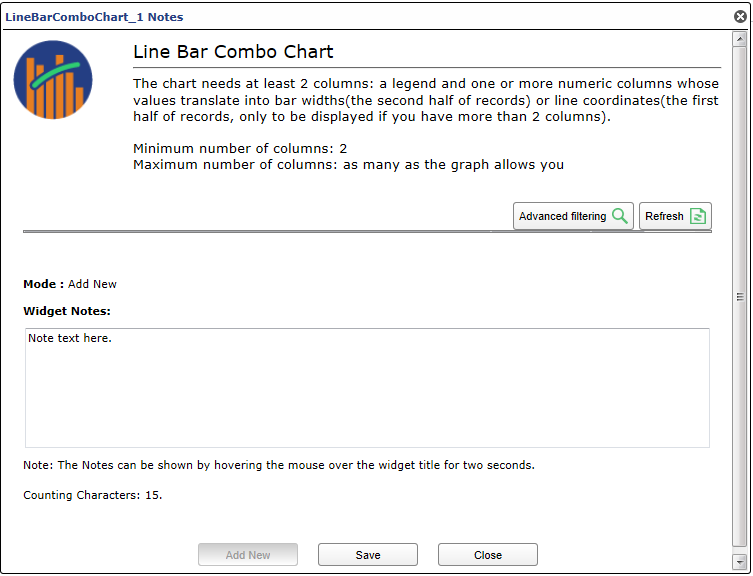 LineBarComboChart_1 Notes
Line Bar Combo Chart
The chart needs at least 2 columns: a legend and one or more numeric columns whose
values translate into bar widths(the second half of records) or line coordinates(the first
half of records, only to be displayed if you have more than 2 columns).
Minimum number of columns: 2
Maximum number of columns: as many as the graph allows you
Advanced filtering
Refresh
Mode : Add New
Widget Notes:
Note text here.
Note: The Notes can be shown by hovering the mouse over the widget title for two seconds.
Counting Characters: 15.
Add New
Save
Close